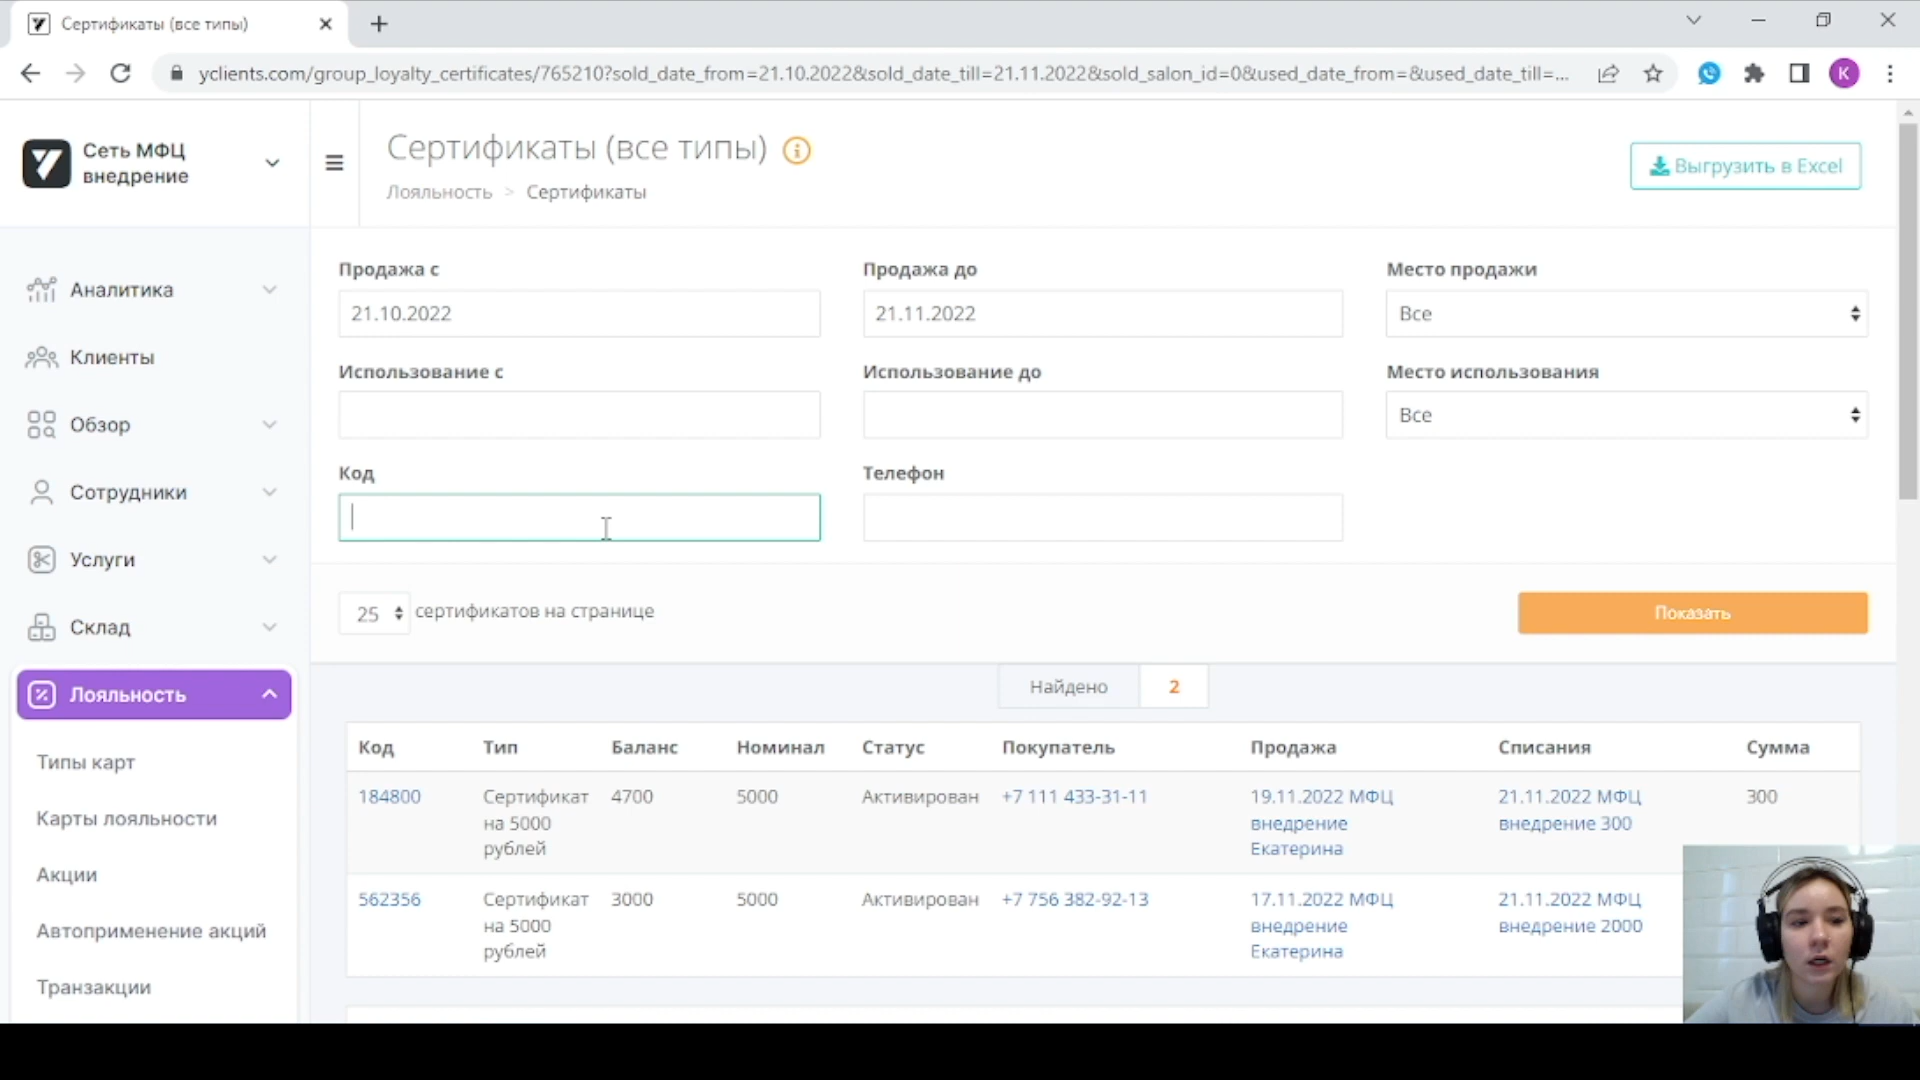 Сертификаты (все типы)
yclients.com/group_loyalty_certificates/765210?sold_date_from=21.10.2022&sold_date_till=21.11.2022&sold_salon_id=0&used_date_from=&used_date_till=...
K
Сеть МФЦ
внедрение
Аналитика
Клиенты
Обзор
Сотрудники
Услуги
Склад
Лояльность
Типы карт
Карты лояльности
Акции
Автоприменение акций
Транзакции
Сертификаты (все типы)
Лояльность > Сертификаты
Выгрузить в Excel
Продажа с
Продажа до
Место продажи
21.10.2022
21.11.2022
Все
Использование с
Использование до
Место использования
Все
Код
Телефон
25 сертификатов на странице
Показать
Найдено 2
Код Тип Баланс Номинал Статус Покупатель Продажа Списания Сумма
184800 Сертификат 4700 5000 Активирован +7 111 433-31-11 19.11.2022 МФЦ 21.11.2022 МФЦ 300
на 5000 внедрение внедрение 300
рублей Екатерина
562356 Сертификат 3000 5000 Активирован +7 756 382-92-13 17.11.2022 МФЦ 21.11.2022 МФЦ
на 5000 внедрение внедрение 2000
рублей Екатерина